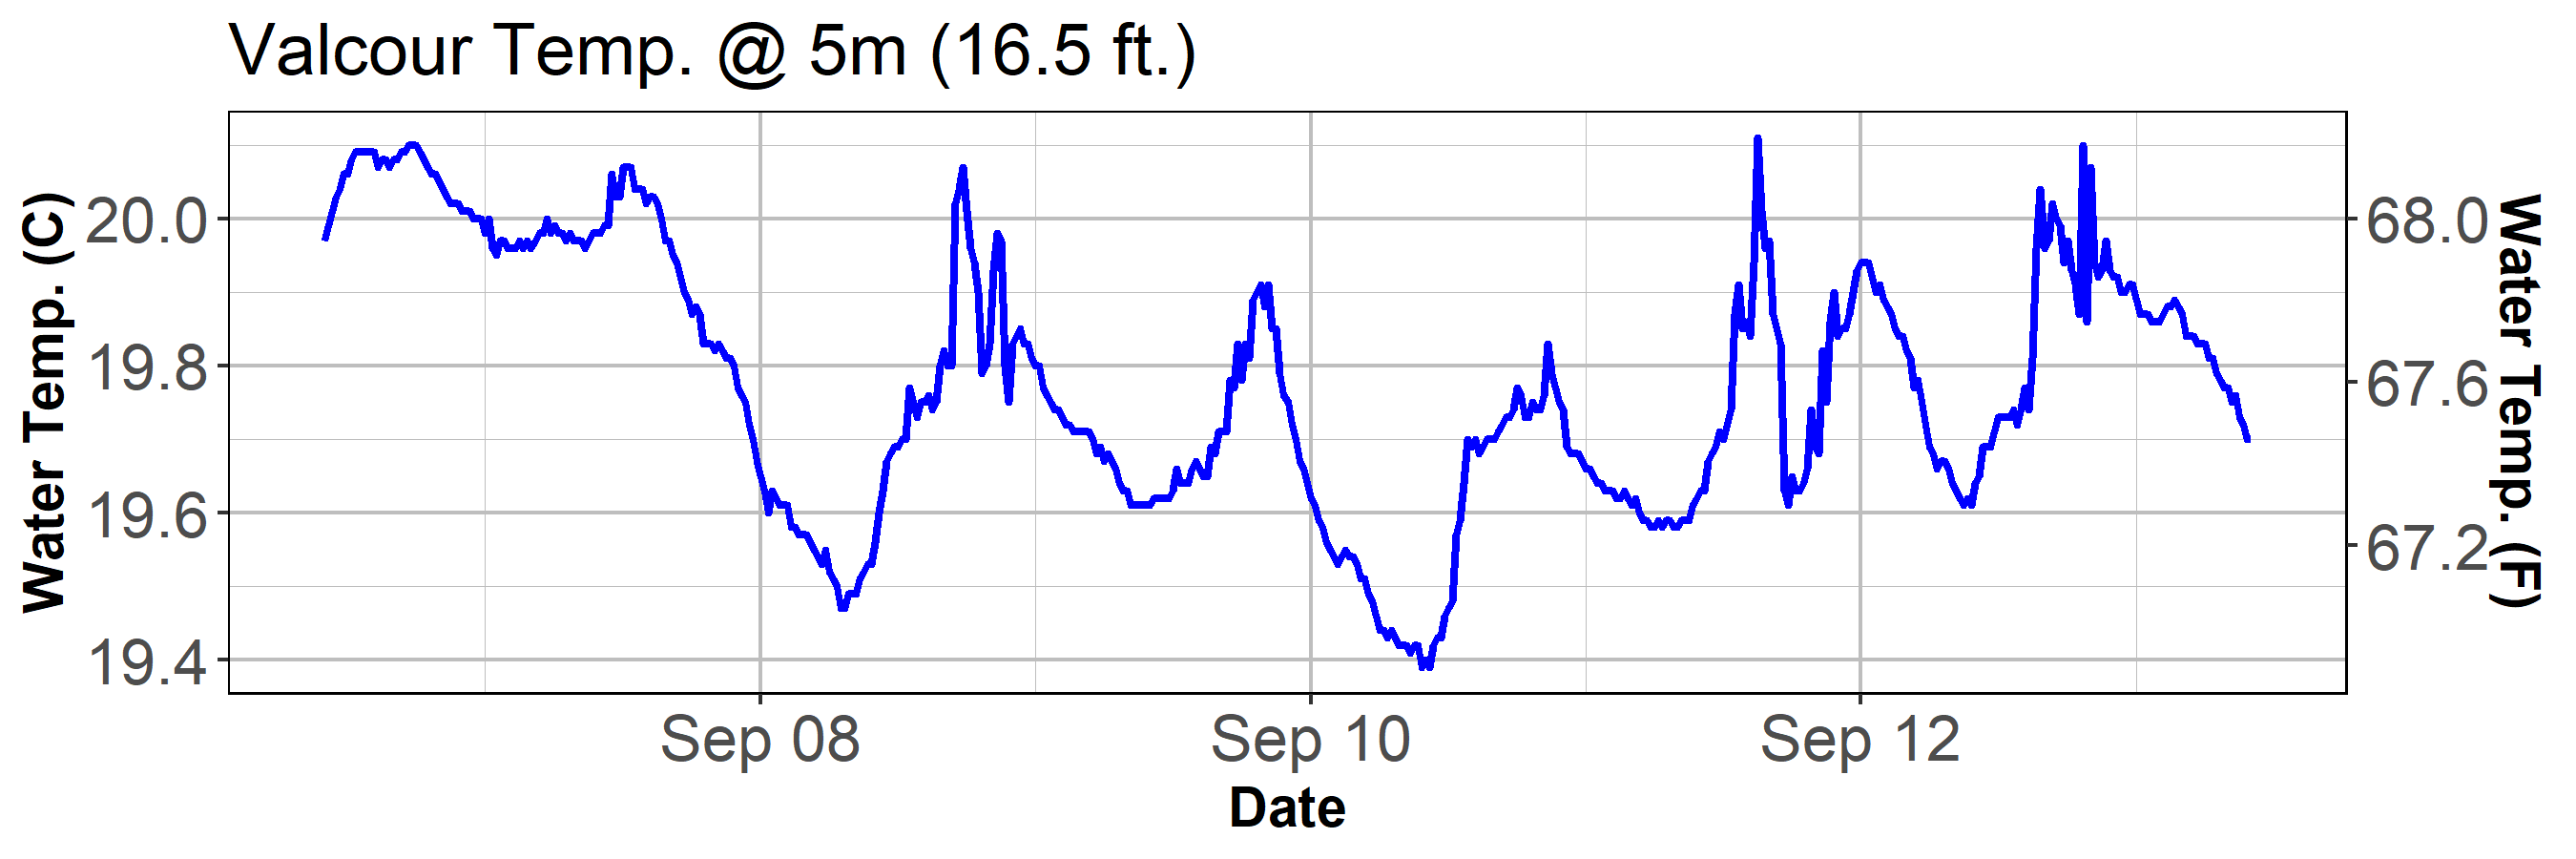 Valcour Temp. @ 5m (16.5 ft.)
Water Temp. (C)
20.0
19.8
19.6
19.4
68.0
67.6
67.2
Water Temp. (F)
Sep 08 Sep 10 Sep 12
Date